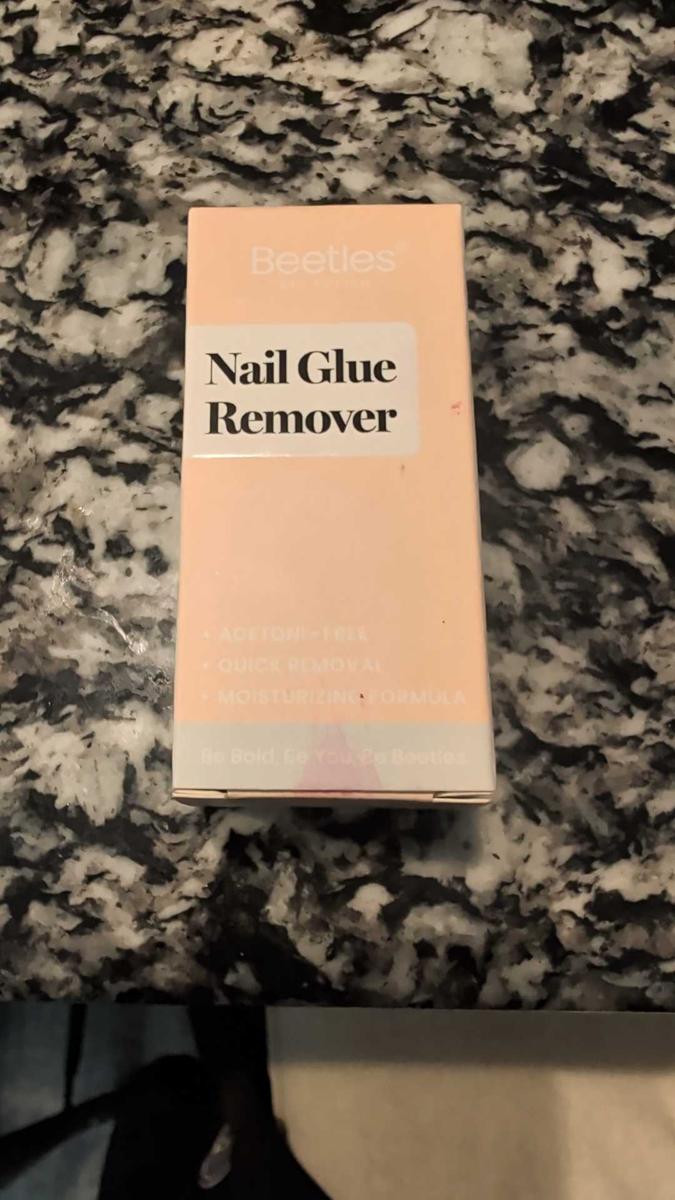 Beetles®
Nail Glue
Remover
• ACETONE-FREE
• QUICK REMOVAL
• MOISTURIZING FORMULA
Be Bold, Be You, Be Beetles.